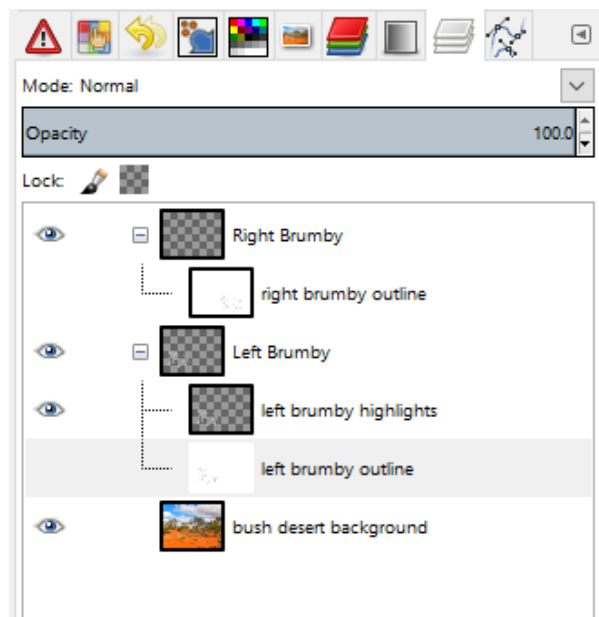 Mode: Normal
Opacity 100.0
Lock:
Right Brumby
right brumby outline
Left Brumby
left brumby highlights
left brumby outline
bush desert background